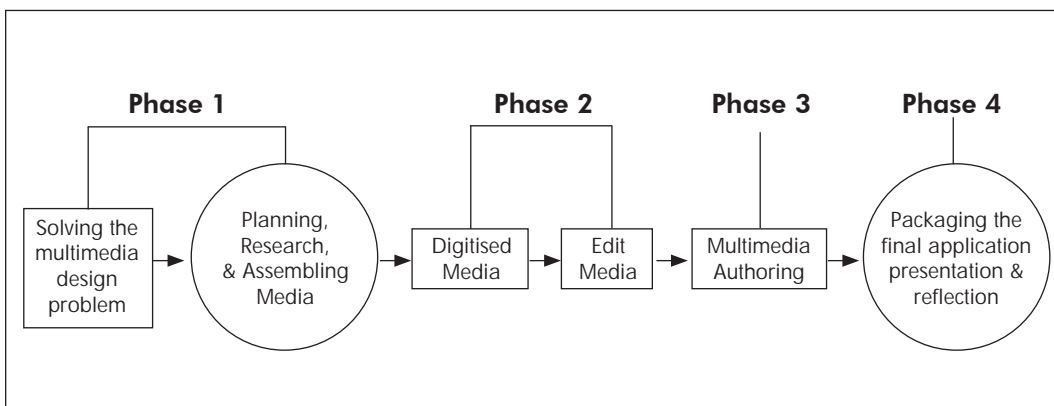 Phase 1
Phase 2
Phase 3
Phase 4
Solving the
multimedia
design
problem
Planning,
Research,
& Assembling
Media
Digitised
Media
Edit
Media
Multimedia
Authoring
Packaging the
final application
presentation &
reflection